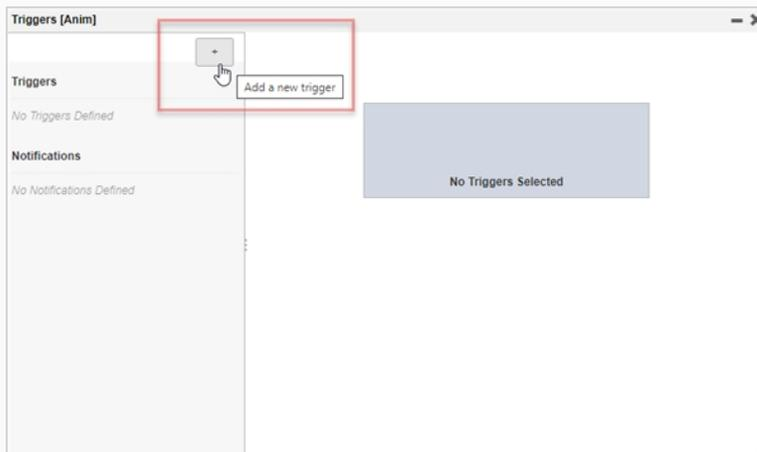 Triggers [Anim]
+
Add a new trigger
Triggers
No Triggers Defined
Notifications
No Notifications Defined
No Triggers Selected